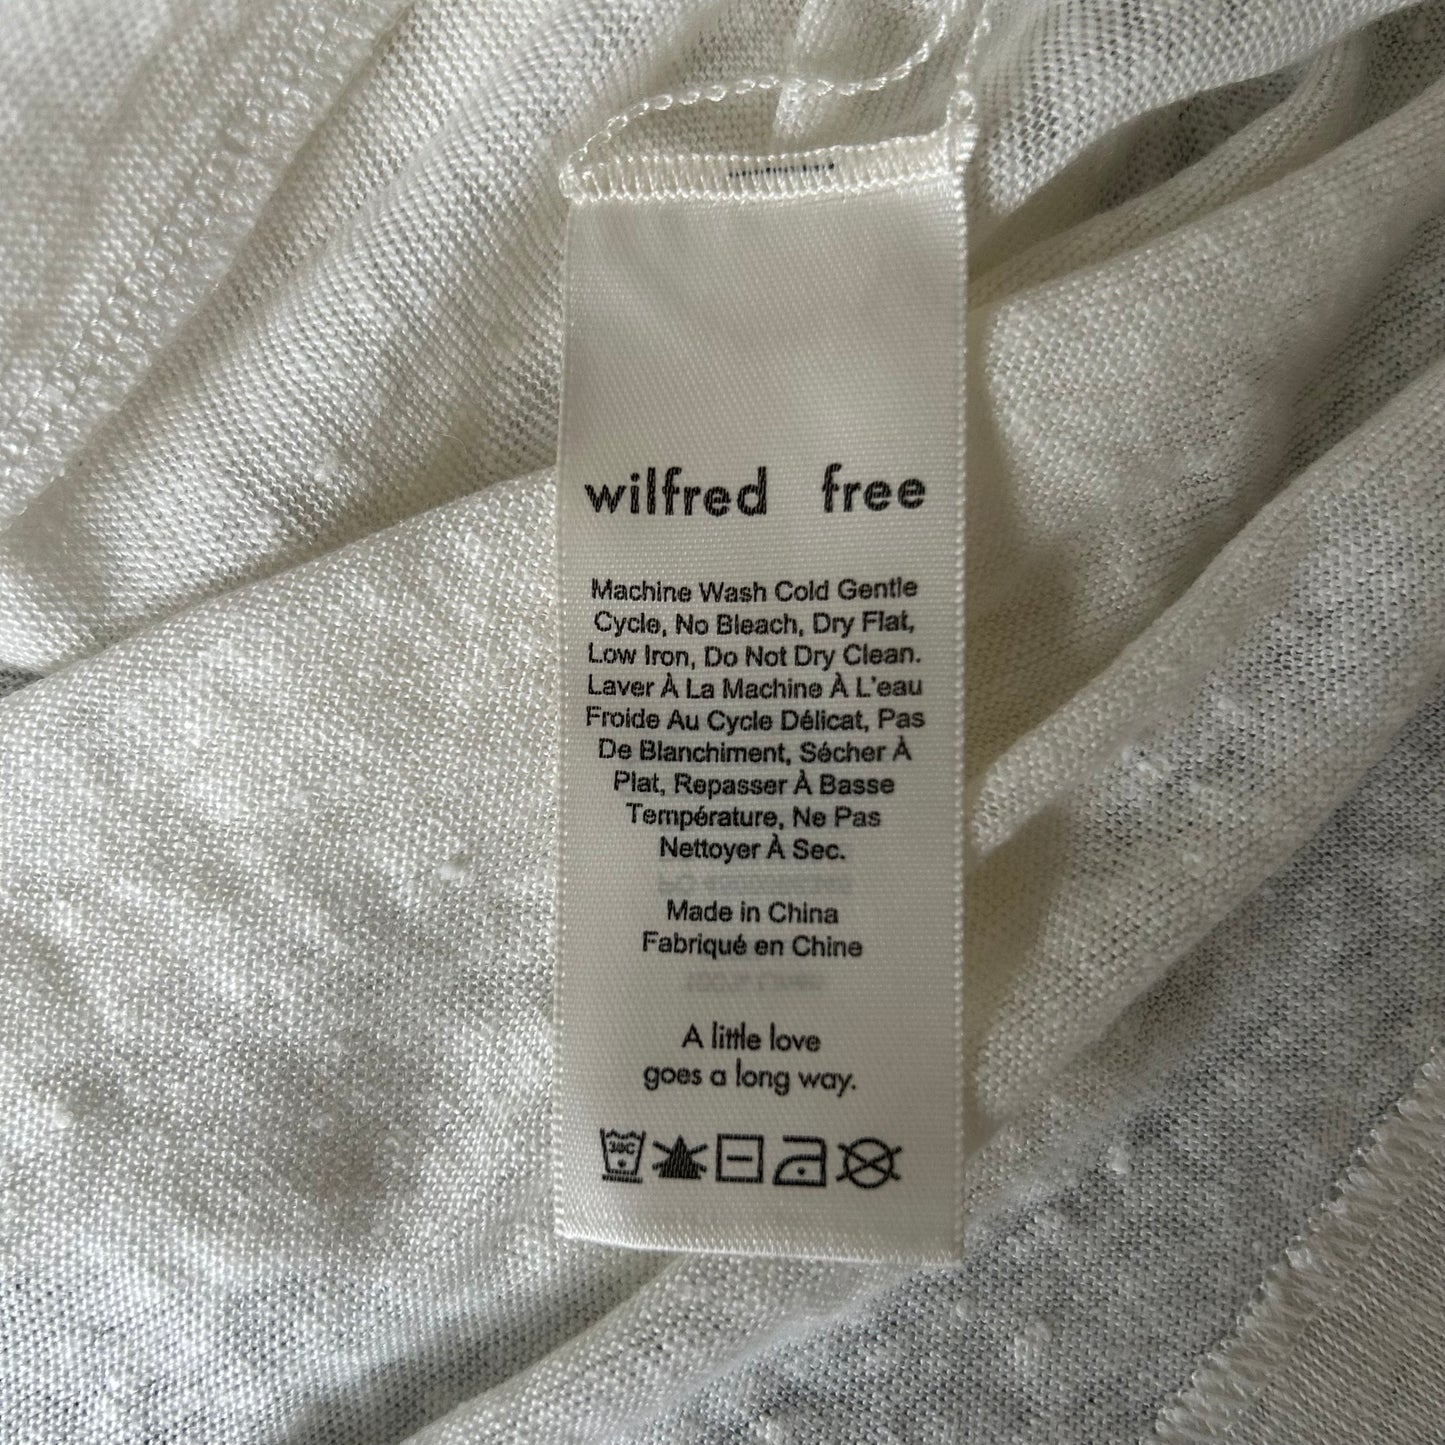 wilfred free
Machine Wash Cold Gentle
Cycle, No Bleach, Dry Flat,
Low Iron, Do Not Dry Clean.
Laver À La Machine À L'eau
Froide Au Cycle Délicat, Pas
De Blanchiment, Sécher À
Plat, Repasser À Basse
Température, Ne Pas
Nettoyer À Sec.
Made in China
Fabriqué en Chine
A little love
goes a long way.
30C